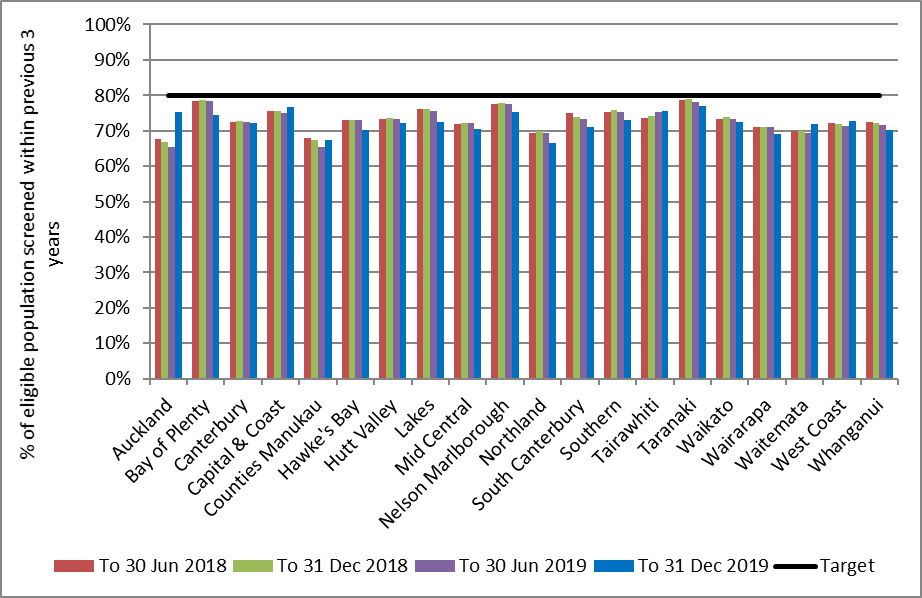 % of eligible population screened within previous 3
years
100%
90%
80%
70%
60%
50%
40%
30%
20%
10%
0%
Auckland
Bay of Plenty
Canterbury
Capital & Coast
Counties Manukau
Hawke's Bay
Hutt Valley
Lakes
Mid Central
Nelson Marlborough
Northland
South Canterbury
Southern
Tairawhiti
Taranaki
Waikato
Wairarapa
Waitemata
West Coast
Whanganui
To 30 Jun 2018 To 31 Dec 2018 To 30 Jun 2019 To 31 Dec 2019 Target